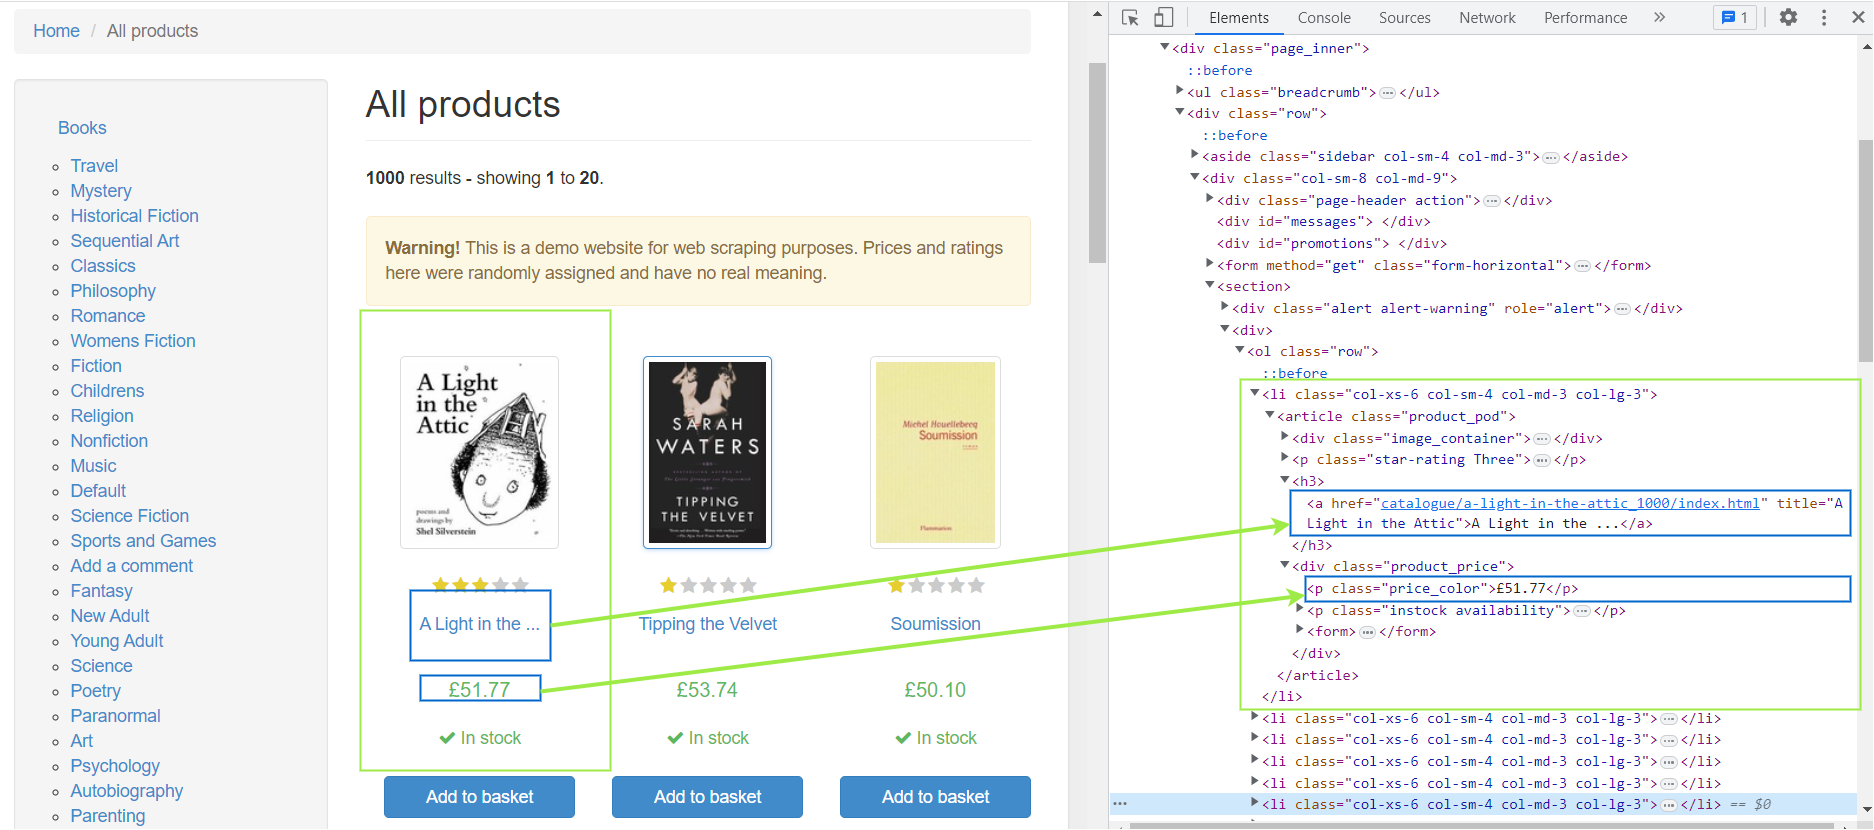 Home / All products
Books
Travel
Mystery
Historical Fiction
Sequential Art
Classics
Philosophy
Romance
Womens Fiction
Fiction
Childrens
Religion
Nonfiction
Music
Default
Science Fiction
Sports and Games
Add a comment
Fantasy
New Adult
Young Adult
Science
Poetry
Paranormal
Art
Psychology
Autobiography
Parenting
All products
1000 results - showing 1 to 20.
Warning! This is a demo website for web scraping purposes. Prices and ratings
here were randomly assigned and have no real meaning.
A Light
in the
Attic
poems and
drawings by
Shel Silverstein
A Light in the ...
£51.77
In stock
Add to basket
SARAH
WATERS
TIPPING
THE VELVET
Tipping the Velvet
£53.74
In stock
Add to basket
Michel Houellebecq
Soumission
Flammarion
Soumission
£50.10
In stock
Add to basket
Elements Console Sources Network Performance » 1
<div class="page_inner">
::before
<ul class="breadcrumb">…</ul>
<div class="row">
::before
<aside class="sidebar col-sm-4 col-md-3">…</aside>
<div class="col-sm-8 col-md-9">
<div class="page-header action">…</div>
<div id="messages"> </div>
<div id="promotions"> </div>
<form method="get" class="form-horizontal">…</form>
<section>
<div class="alert alert-warning" role="alert">…</div>
<div>
<ol class="row">
::before
<li class="col-xs-6 col-sm-4 col-md-3 col-lg-3">
<article class="product_pod">
<div class="image_container">…</div>
<p class="star-rating Three">…</p>
<h3>
<a href="catalogue/a-light-in-the-attic_1000/index.html" title="A
Light in the Attic">A Light in the ...</a>
</h3>
<div class="product_price">
<p class="price_color">£51.77</p>
<p class="instock availability">…</p>
<form>…</form>
</div>
</article>
</li>
<li class="col-xs-6 col-sm-4 col-md-3 col-lg-3">…</li>
<li class="col-xs-6 col-sm-4 col-md-3 col-lg-3">…</li>
<li class="col-xs-6 col-sm-4 col-md-3 col-lg-3">…</li>
<li class="col-xs-6 col-sm-4 col-md-3 col-lg-3">…</li>
<li class="col-xs-6 col-sm-4 col-md-3 col-lg-3">…</li> == $0